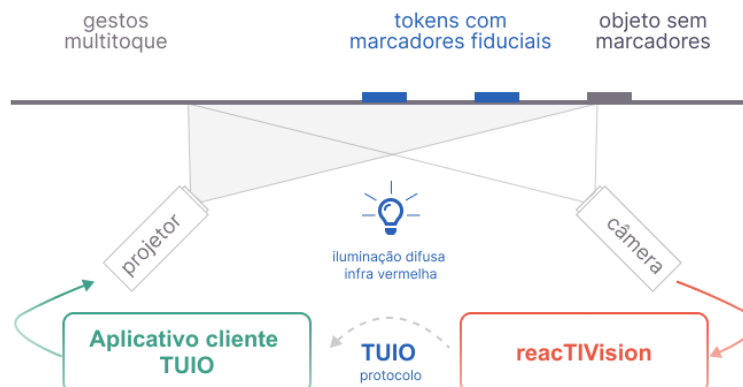 gestos
multitoque
tokens com
marcadores fiduciais
objeto sem
marcadores
projetor
iluminação difusa
infra vermelha
câmera
Aplicativo cliente
TUIO
TUIO
protocolo
reacTIVision